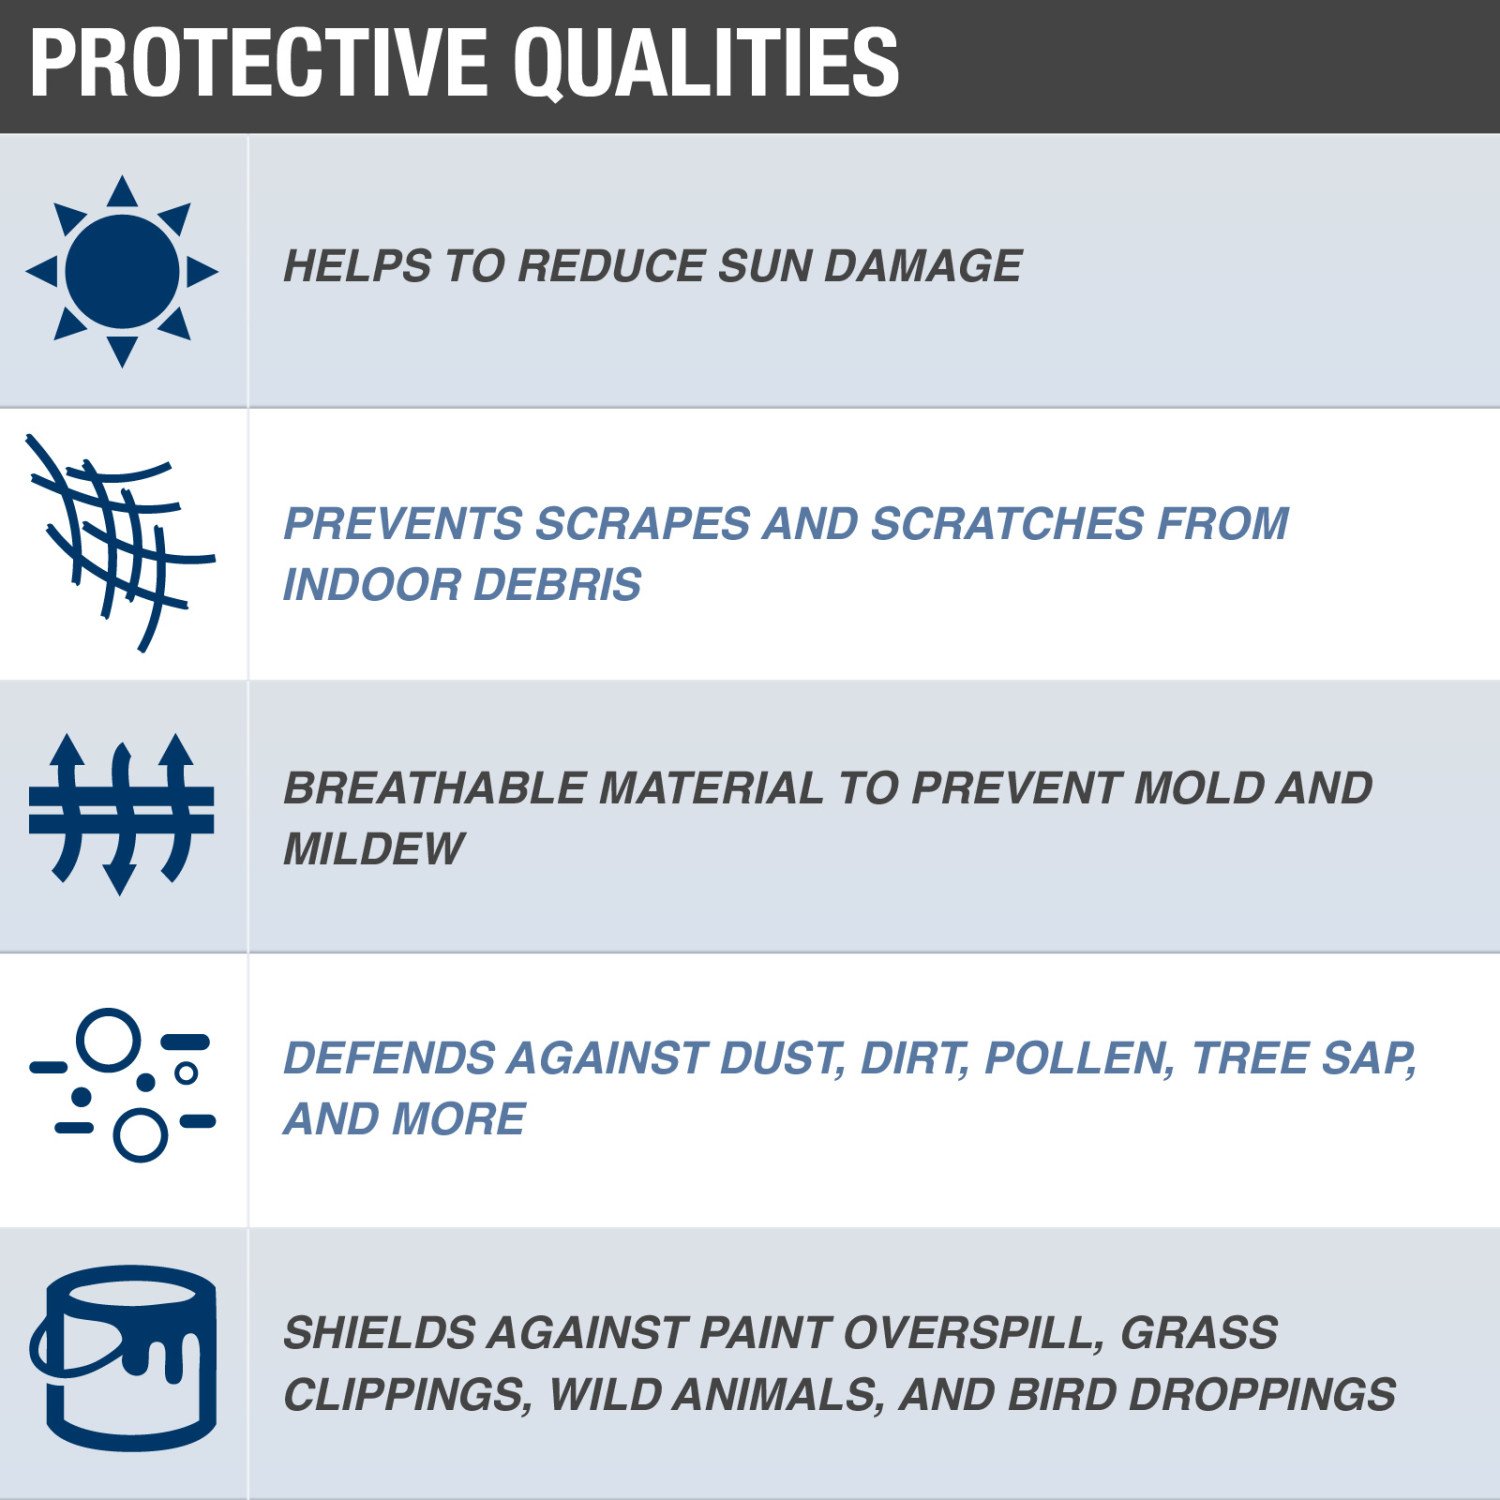 PROTECTIVE QUALITIES
HELPS TO REDUCE SUN DAMAGE
PREVENTS SCRAPES AND SCRATCHES FROM
INDOOR DEBRIS
BREATHABLE MATERIAL TO PREVENT MOLD AND
MILDEW
DEFENDS AGAINST DUST, DIRT, POLLEN, TREE SAP,
AND MORE
SHIELDS AGAINST PAINT OVERSPILL, GRASS
CLIPPINGS, WILD ANIMALS, AND BIRD DROPPINGS